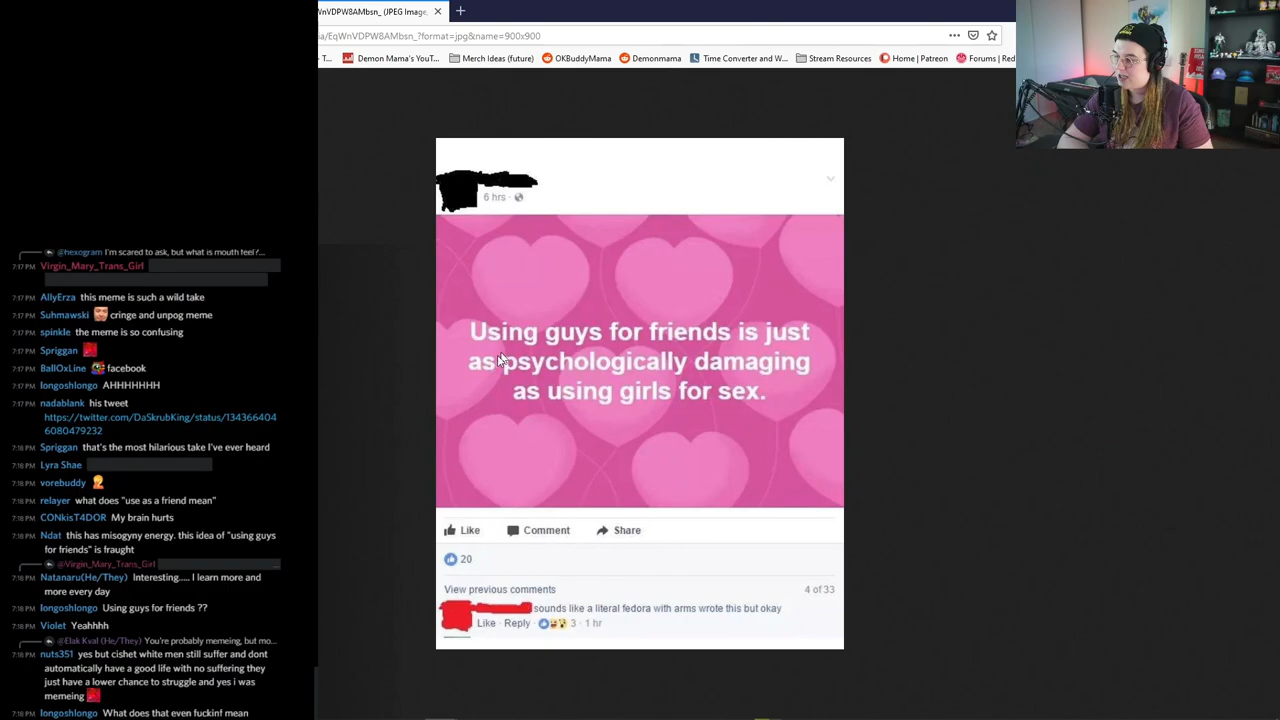 WnVDPW8AMbsn_ (JPEG Image,
ia/EqWnVDPW8AMbsn_?format=jpg&name=900x900
T... Demon Mama's YouT... Merch Ideas (future) OKBuddyMama Demonmama Time Converter and W... Stream Resources Home | Patreon Forums | Red
@hexogram I'm scared to ask, but what is mouth feel?...
7:17 PM Virgin_Mary_Trans_Girl
7:17 PM AllyErza this meme is such a wild take
7:17 PM Suhmawski cringe and unpog meme
7:17 PM spinkle the meme is so confusing
7:17 PM Spriggan
7:17 PM BallOxLine facebook
7:17 PM longoshlongo AHHHHHHH
7:17 PM nadablank his tweet
https://twitter.com/DaSkrubKing/status/134366404
6080479232
7:18 PM Spriggan that's the most hilarious take I've ever heard
7:18 PM Lyra Shae
7:18 PM vorebuddy
7:18 PM relayer what does "use as a friend mean"
7:18 PM CONkisT4DOR My brain hurts
7:18 PM Ndat this has misogyny energy. this idea of "using guys
for friends" is fraught
@Virgin_Mary_Trans_Girl ...
7:18 PM Natanaru(He/They) Interesting..... I learn more and
more every day
7:18 PM longoshlongo Using guys for friends ??
7:18 PM Violet Yeahhhh
@Elak Kval (He/They) You're probably memeing, but mo...
7:18 PM nuts351 yes but cishet white men still suffer and dont
automatically have a good life with no suffering they
just have a lower chance to struggle and yes i was
memeing
7:18 PM longoshlongo What does that even fuckinf mean
6 hrs
Using guys for friends is just
as psychologically damaging
as using girls for sex.
Like Comment Share
20
View previous comments 4 of 33
sounds like a literal fedora with arms wrote this but okay
Like · Reply · 3 · 1 hr